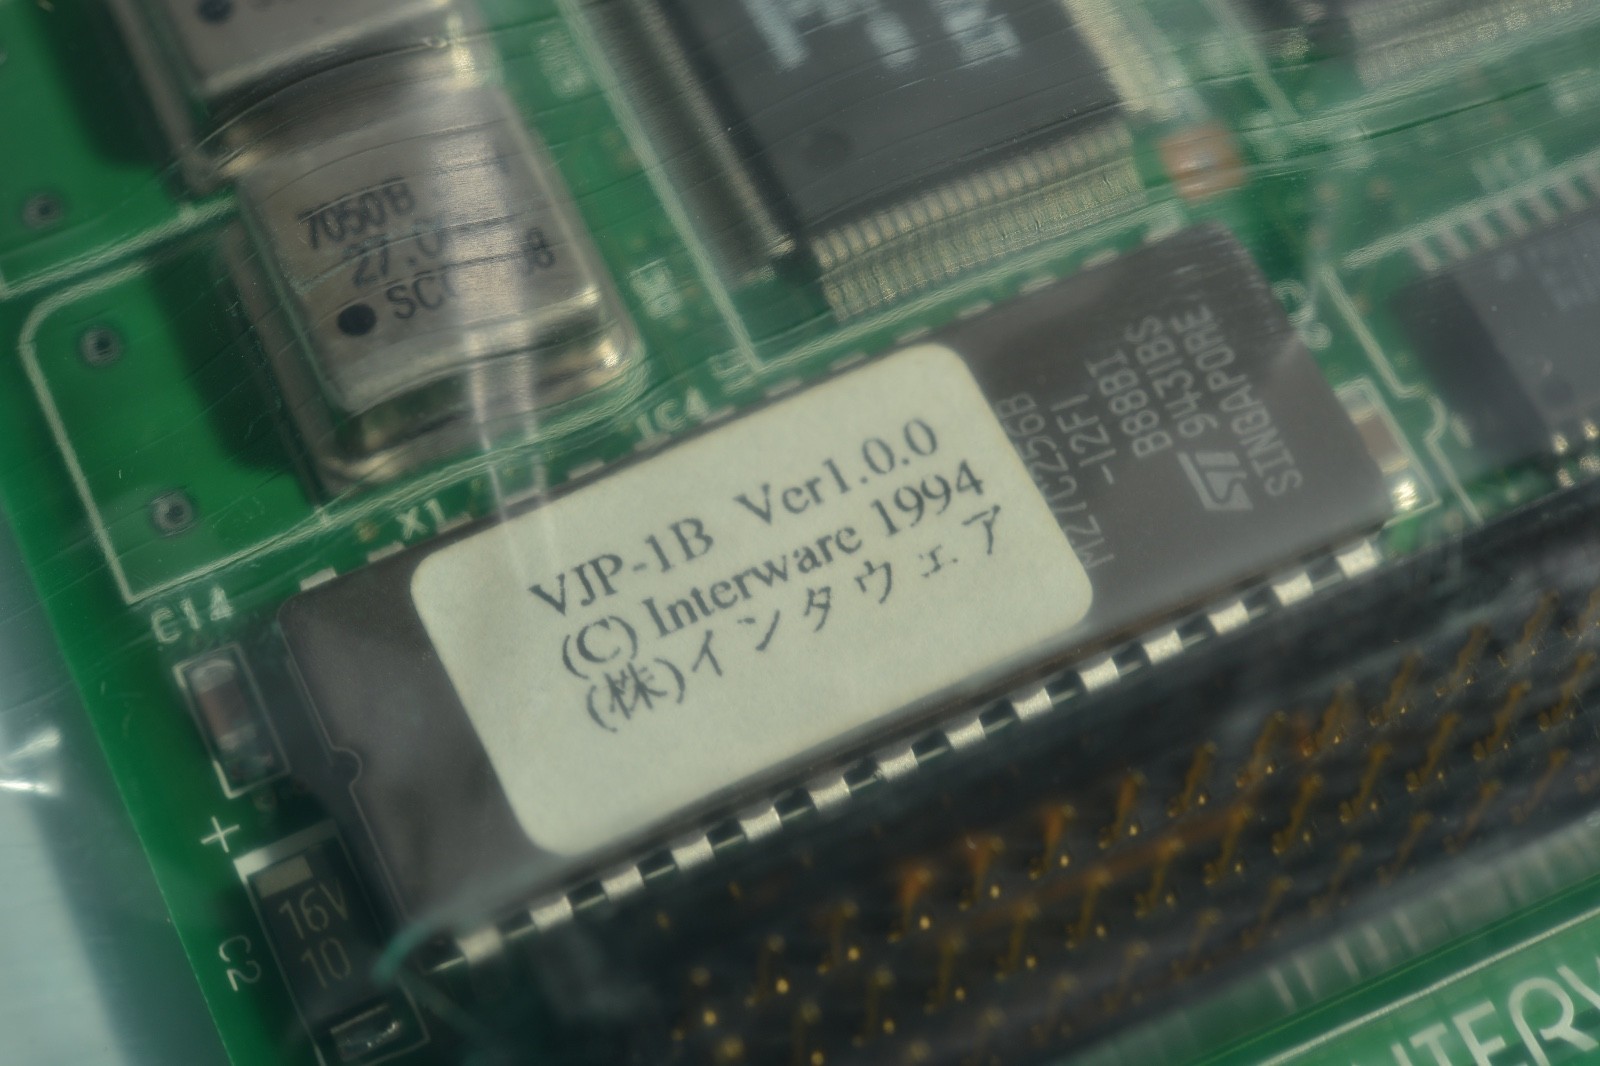 7050B
27.0
SC
IC4
X1
C14
VJP-1B Ver1.0.0
(C) Interware 1994
(株)インタウェア
M27C256B
-12F1
B88BI
9431BS
SINGAPORE
+
16V
10
C2